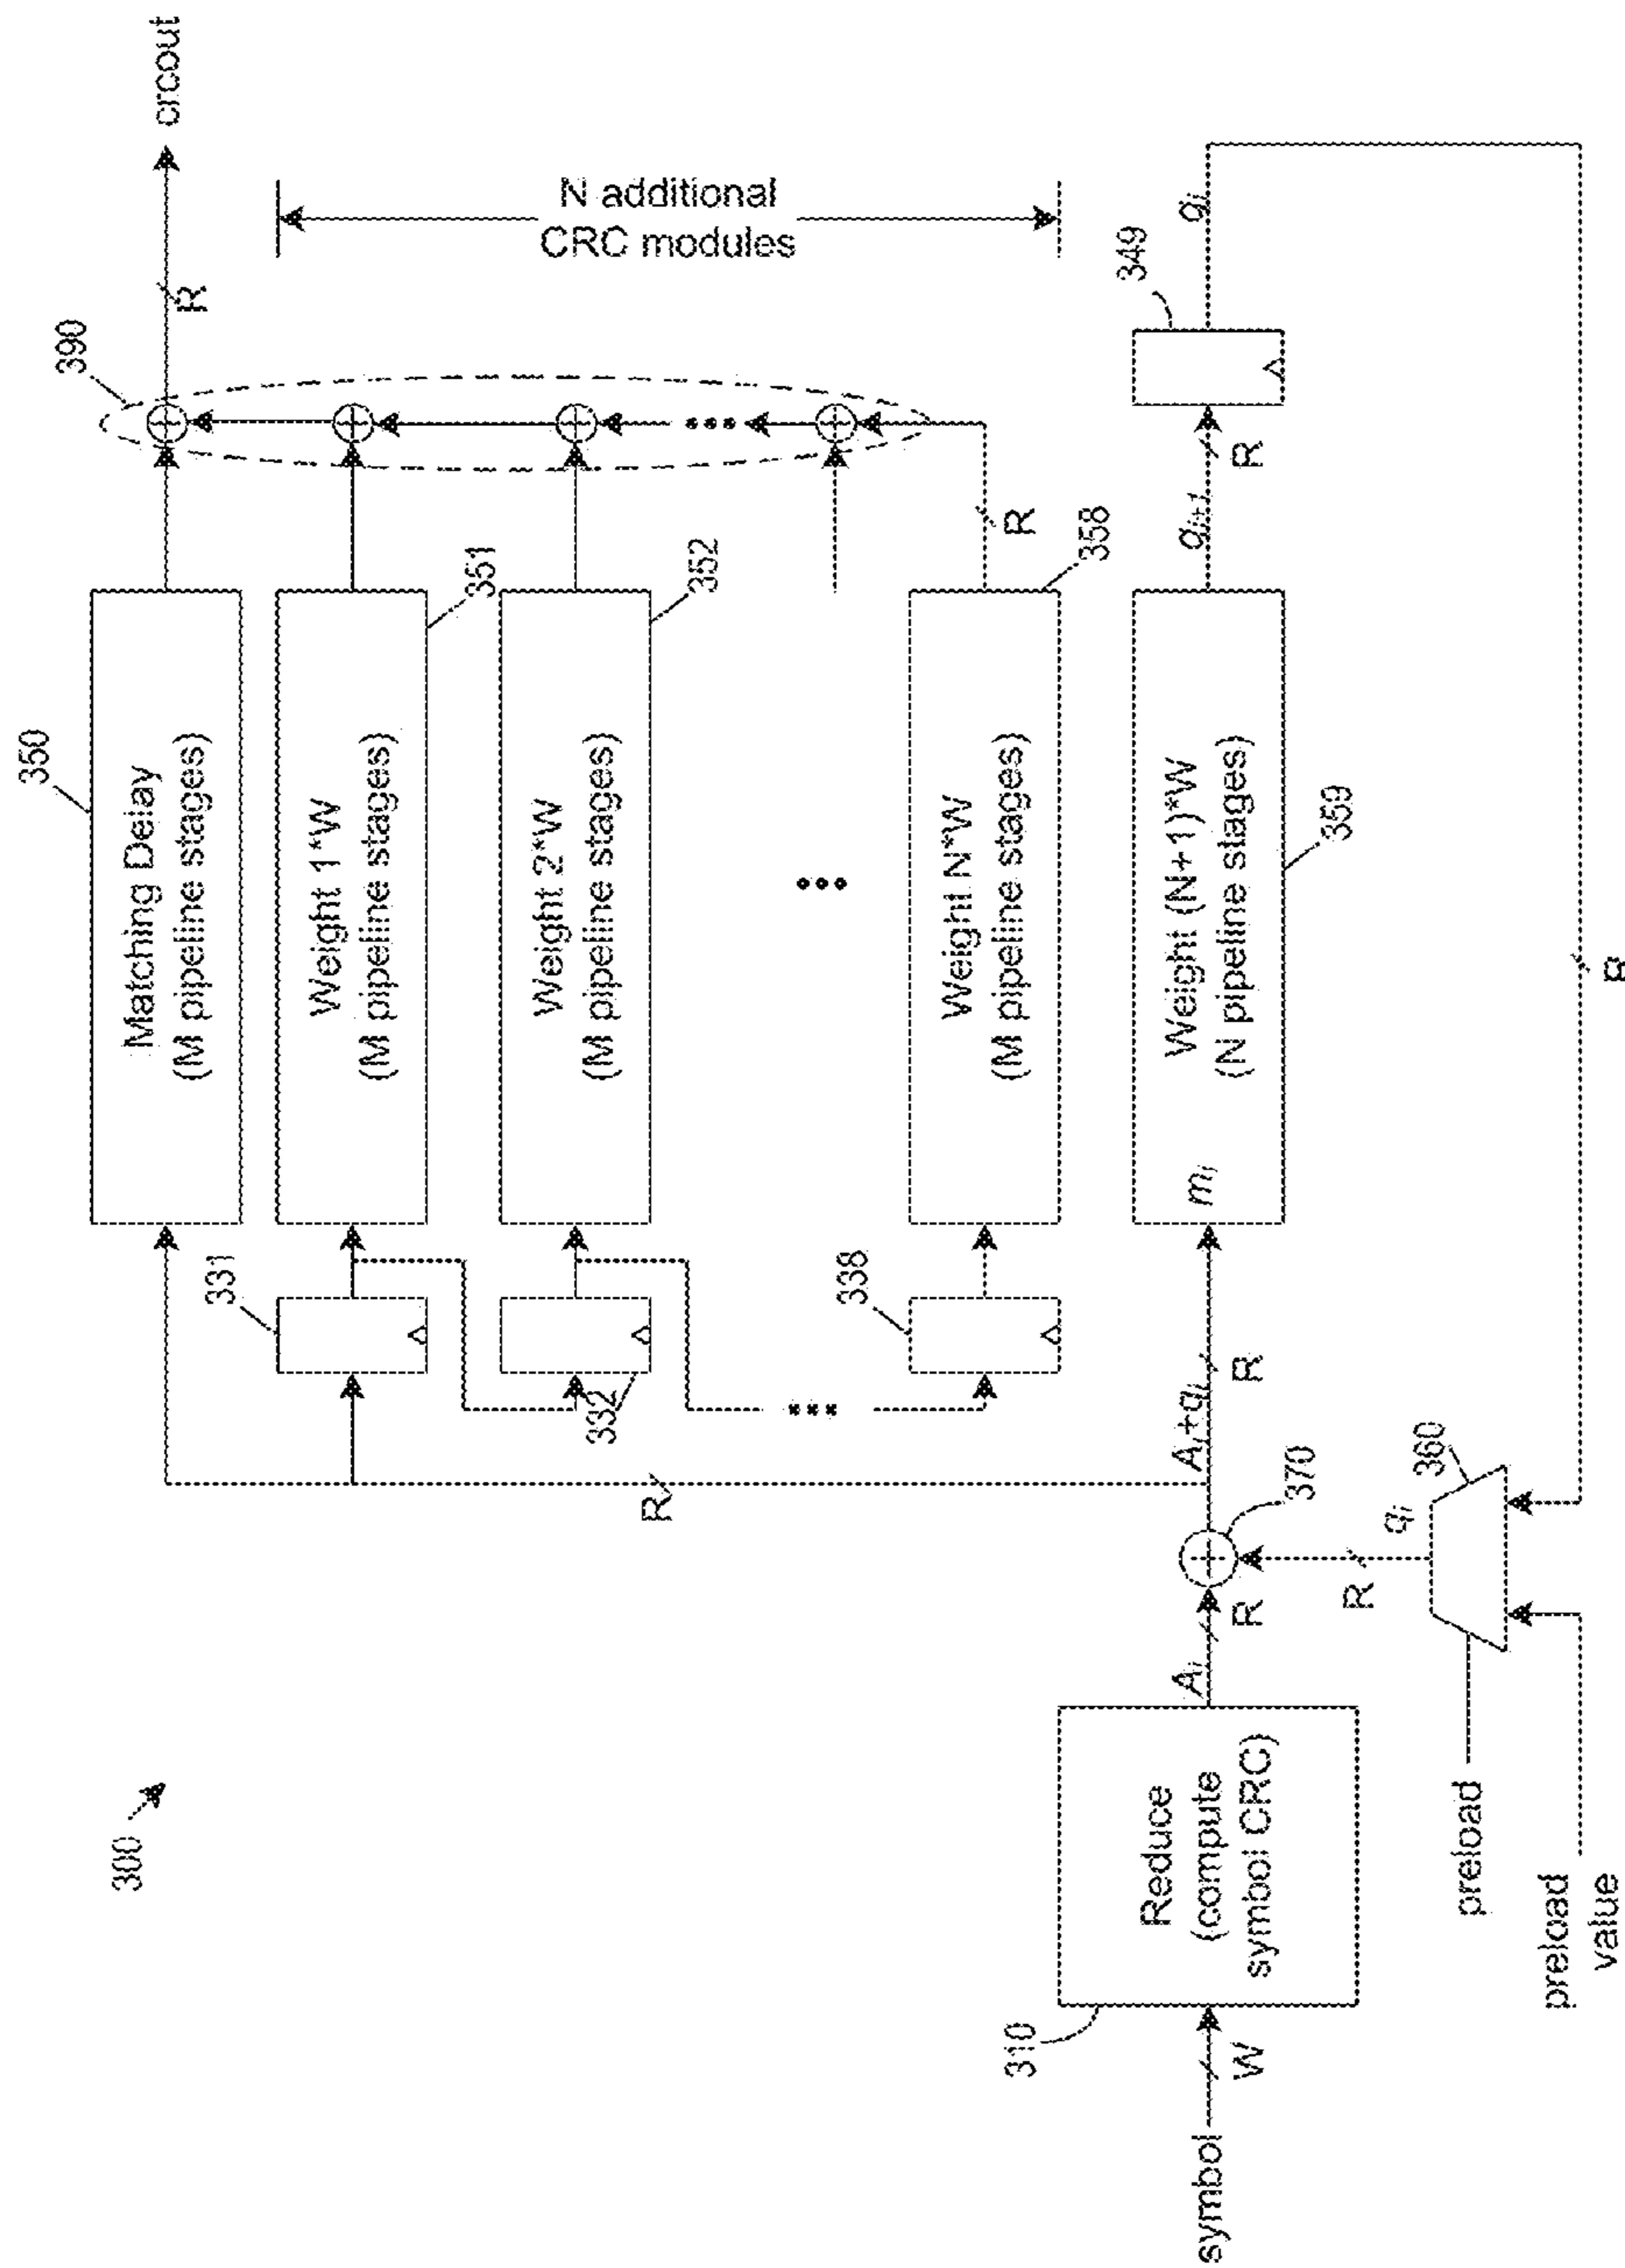 300
symbol
W
310
Reduce
(compute
symbol CRC)
Ai
R
370
Ai+qi
R
R
R
qi
360
preload
preload
value
331
332
338
350
Matching Delay
(M pipeline stages)
Weight 1*W
(M pipeline stages)
351
Weight 2*W
(M pipeline stages)
352
•••
•••
Weight N*W
(M pipeline stages)
358
R
mi
Weight (N+1)*W
(N pipeline stages)
359
qi+1
R
349
qi
R
390
•••
R
crcout
N additional
CRC modules